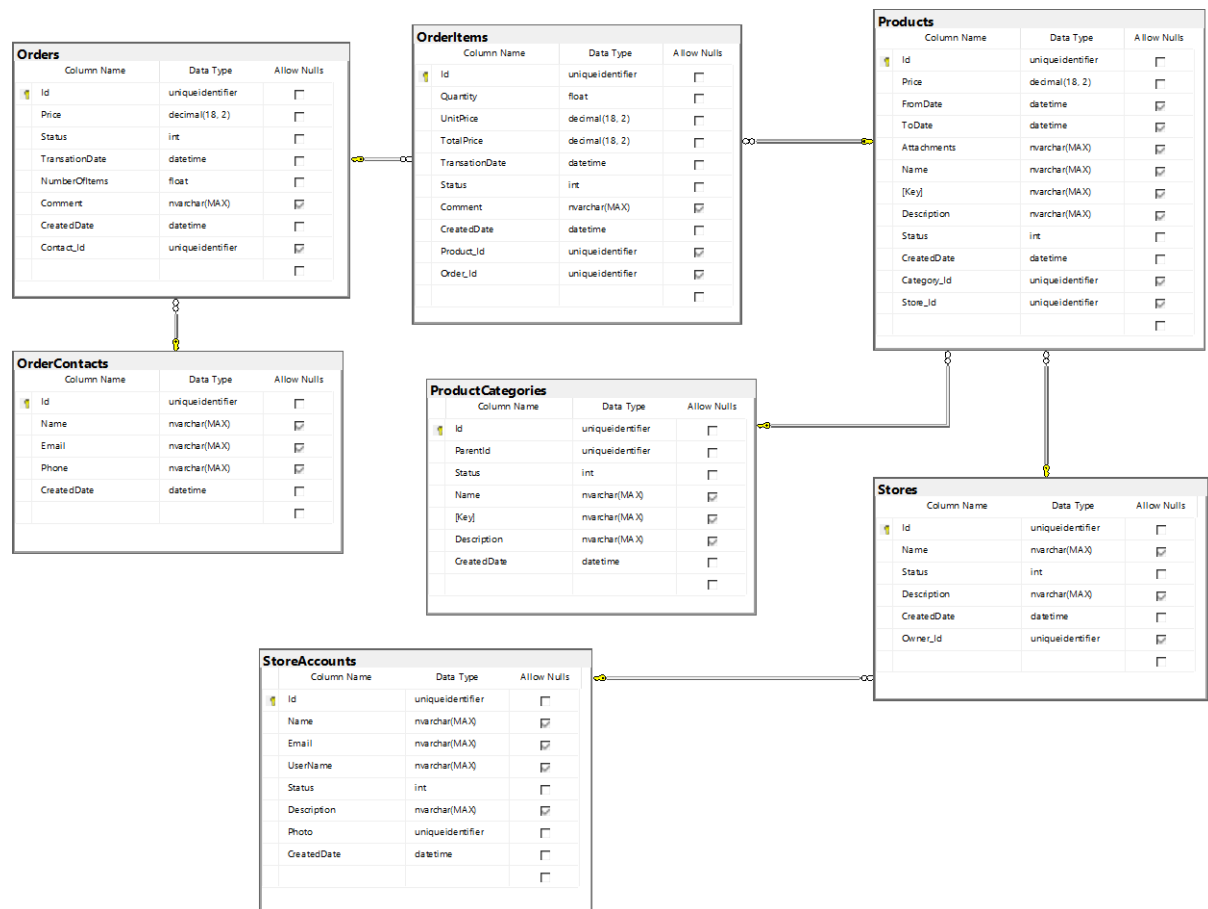 Orders
Column Name Data Type Allow Nulls
Id uniqueidentifier
Price decimal(18, 2)
Status int
TransationDate datetime
NumberOfItems float
Comment nvarchar(MAX)
CreatedDate datetime
Contact_Id uniqueidentifier
OrderItems
Column Name Data Type Allow Nulls
Id uniqueidentifier
Quantity float
UnitPrice decimal(18, 2)
TotalPrice decimal(18, 2)
TransationDate datetime
Status int
Comment nvarchar(MAX)
CreatedDate datetime
Product_Id uniqueidentifier
Order_Id uniqueidentifier
Products
Column Name Data Type Allow Nulls
Id uniqueidentifier
Price decimal(18, 2)
FromDate datetime
ToDate datetime
Attachments nvarchar(MAX)
Name nvarchar(MAX)
[Key] nvarchar(MAX)
Description nvarchar(MAX)
Status int
CreatedDate datetime
Category_Id uniqueidentifier
Store_Id uniqueidentifier
OrderContacts
Column Name Data Type Allow Nulls
Id uniqueidentifier
Name nvarchar(MAX)
Email nvarchar(MAX)
Phone nvarchar(MAX)
CreatedDate datetime
ProductCategories
Column Name Data Type Allow Nulls
Id uniqueidentifier
ParentId uniqueidentifier
Status int
Name nvarchar(MAX)
[Key] nvarchar(MAX)
Description nvarchar(MAX)
CreatedDate datetime
Stores
Column Name Data Type Allow Nulls
Id uniqueidentifier
Name nvarchar(MAX)
Status int
Description nvarchar(MAX)
CreatedDate datetime
Owner_Id uniqueidentifier
StoreAccounts
Column Name Data Type Allow Nulls
Id uniqueidentifier
Name nvarchar(MAX)
Email nvarchar(MAX)
UserName nvarchar(MAX)
Status int
Description nvarchar(MAX)
Photo uniqueidentifier
CreatedDate datetime